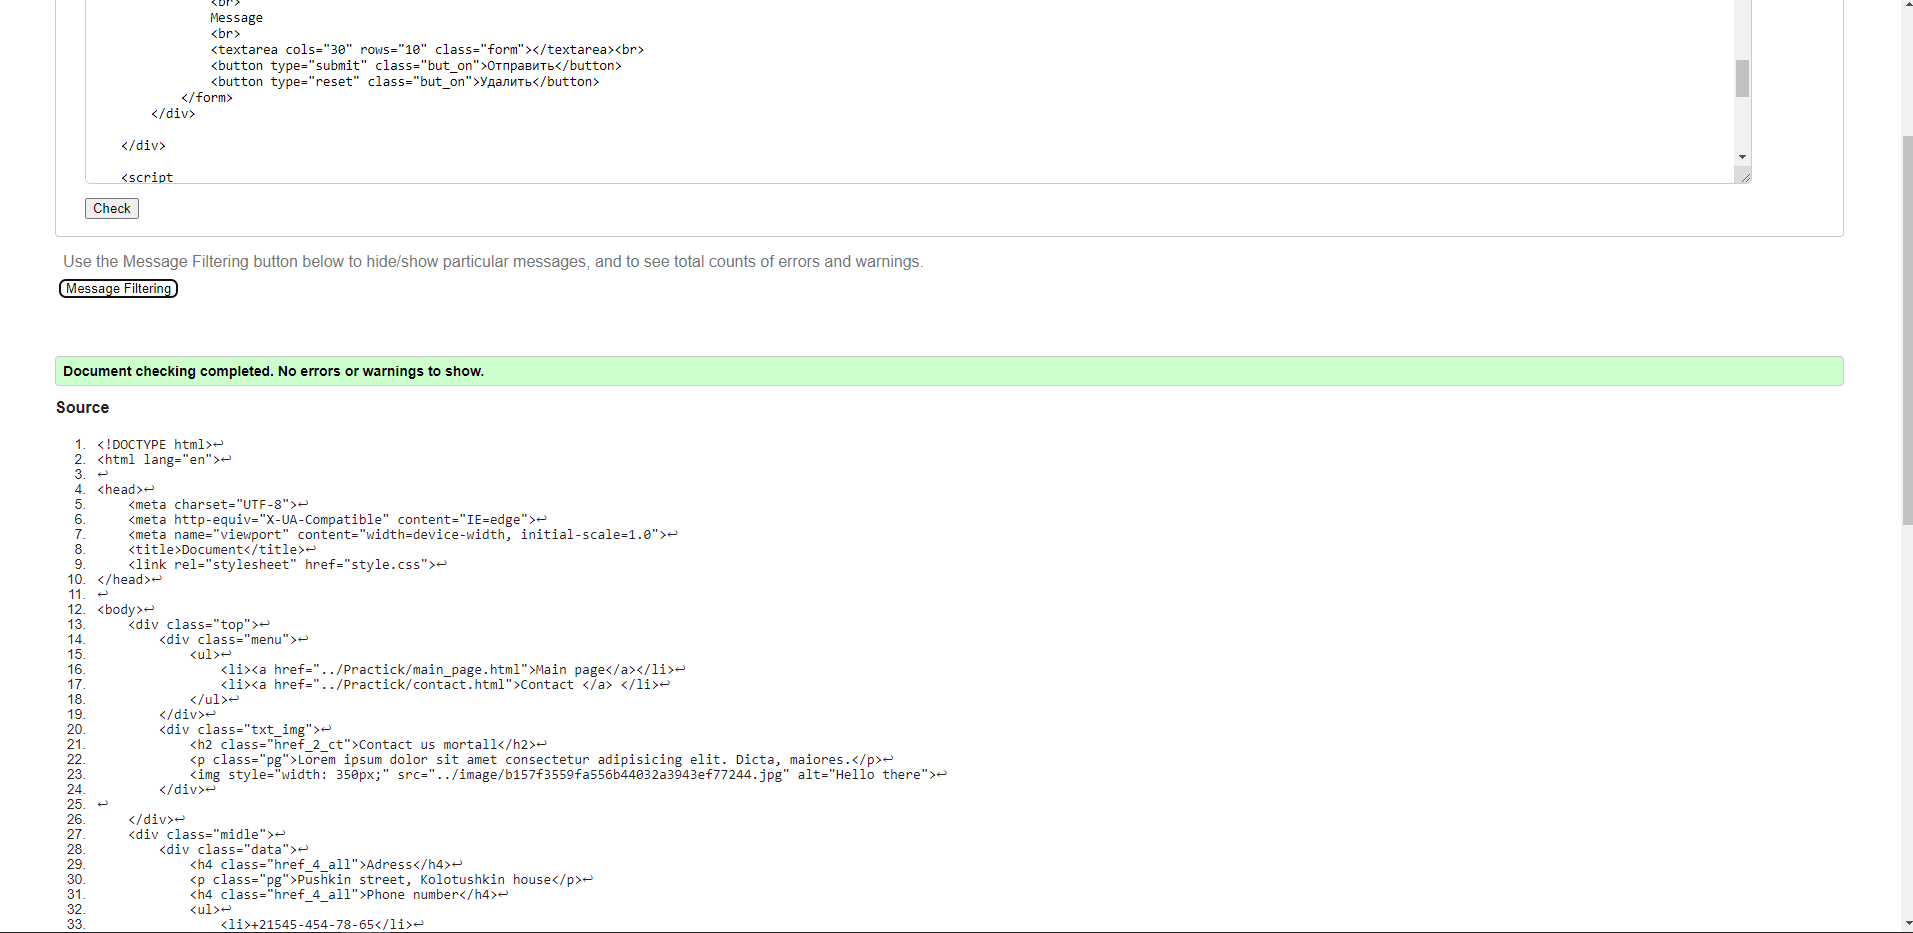 <br>
Message
<br>
<textarea cols="30" rows="10" class="form"></textarea><br>
<button type="submit" class="but_on">Отправить</button>
<button type="reset" class="but_on">Удалить</button>
</form>
</div>
</div>
<script
Check
Use the Message Filtering button below to hide/show particular messages, and to see total counts of errors and warnings.
Message Filtering
Document checking completed. No errors or warnings to show.
Source
1. <!DOCTYPE html>↩
2. <html lang="en">↩
3. ↩
4. <head>↩
5. <meta charset="UTF-8">↩
6. <meta http-equiv="X-UA-Compatible" content="IE=edge">↩
7. <meta name="viewport" content="width=device-width, initial-scale=1.0">↩
8. <title>Document</title>↩
9. <link rel="stylesheet" href="style.css">↩
10. </head>↩
11. ↩
12. <body>↩
13. <div class="top">↩
14. <div class="menu">↩
15. <ul>↩
16. <li><a href="../Practick/main_page.html">Main page</a></li>↩
17. <li><a href="../Practick/contact.html">Contact </a> </li>↩
18. </ul>↩
19. </div>↩
20. <div class="txt_img">↩
21. <h2 class="href_2_ct">Contact us mortall</h2>↩
22. <p class="pg">Lorem ipsum dolor sit amet consectetur adipisicing elit. Dicta, maiores.</p>↩
23. <img style="width: 350px;" src="../image/b157f3559fa556b44032a3943ef77244.jpg" alt="Hello there">↩
24. </div>↩
25. ↩
26. </div>↩
27. <div class="midle">↩
28. <div class="data">↩
29. <h4 class="href_4_all">Adress</h4>↩
30. <p class="pg">Pushkin street, Kolotushkin house</p>↩
31. <h4 class="href_4_all">Phone number</h4>↩
32. <ul>↩
33. <li>+21545-454-78-65</li>↩